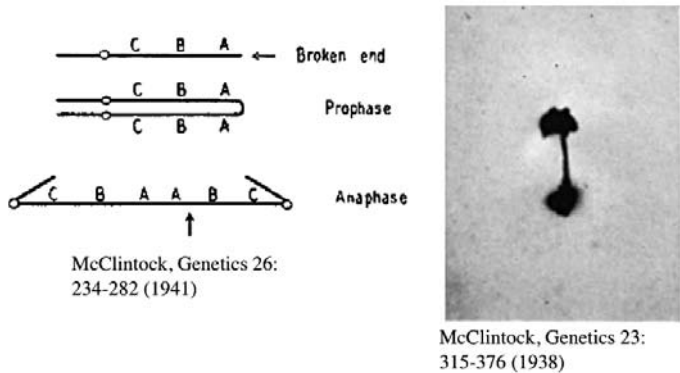 C B A
Broken end
C B A
Prophase
C B A
C B A A B C
Anaphase
McClintock, Genetics 26:
234-282 (1941)
McClintock, Genetics 23:
315-376 (1938)